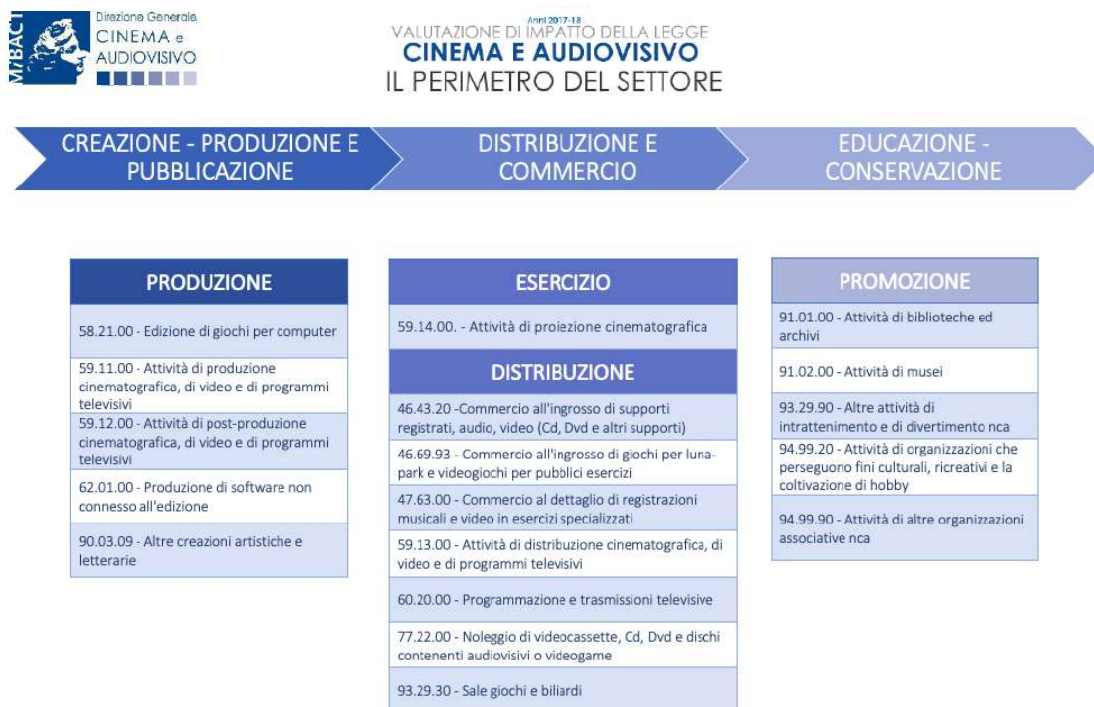 MiBACT
Direzione Generale
CINEMA e
AUDIOVISIVO
Anni 2017-18
VALUTAZIONE DI IMPATTO DELLA LEGGE
CINEMA E AUDIOVISIVO
IL PERIMETRO DEL SETTORE
CREAZIONE - PRODUZIONE E
PUBBLICAZIONE
DISTRIBUZIONE E
COMMERCIO
EDUCAZIONE -
CONSERVAZIONE
PRODUZIONE
58.21.00 - Edizione di giochi per computer
59.11.00 - Attività di produzione
cinematografica, di video e di programmi
televisivi
59.12.00 - Attività di post-produzione
cinematografica, di video e di programmi
televisivi
62.01.00 - Produzione di software non
connesso all'edizione
90.03.09 - Altre creazioni artistiche e
letterarie
ESERCIZIO
59.14.00. - Attività di proiezione cinematografica
DISTRIBUZIONE
46.43.20 -Commercio all'ingrosso di supporti
registrati, audio, video (Cd, Dvd e altri supporti)
46.69.93 - Commercio all'ingrosso di giochi per luna-
park e videogiochi per pubblici esercizi
47.63.00 - Commercio al dettaglio di registrazioni
musicali e video in esercizi specializzati
59.13.00 - Attività di distribuzione cinematografica, di
video e di programmi televisivi
60.20.00 - Programmazione e trasmissioni televisive
77.22.00 - Noleggio di videocassette, Cd, Dvd e dischi
contenenti audiovisivi o videogame
93.29.30 - Sale giochi e biliardi
PROMOZIONE
91.01.00 - Attività di biblioteche ed
archivi
91.02.00 - Attività di musei
93.29.90 - Altre attività di
intrattenimento e di divertimento nca
94.99.20 - Attività di organizzazioni che
perseguono fini culturali, ricreativi e la
coltivazione di hobby
94.99.90 - Attività di altre organizzazioni
associative nca